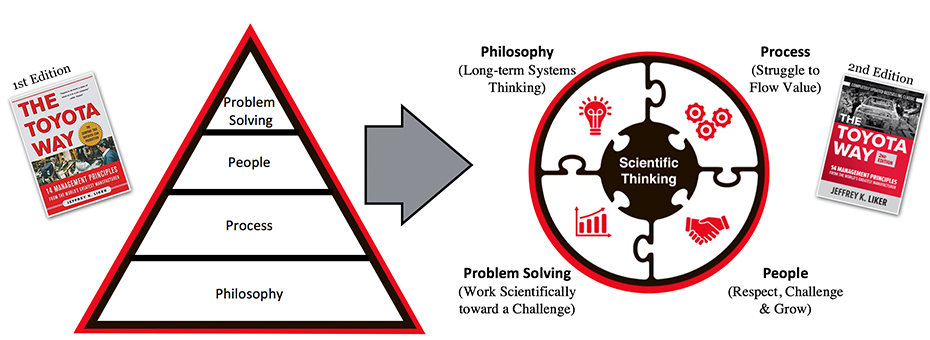 1st Edition
THE
TOYOTA
WAY
14 MANAGEMENT PRINCIPLES
FROM THE WORLD'S GREATEST MANUFACTURER
JEFFREY K. LIKER
Problem
Solving
People
Process
Philosophy
Philosophy
(Long-term Systems
Thinking)
Process
(Struggle to
Flow Value)
Scientific
Thinking
Problem Solving
(Work Scientifically
toward a Challenge)
People
(Respect, Challenge
& Grow)
2nd Edition
THE
TOYOTA
WAY
2ND EDITION
14 MANAGEMENT PRINCIPLES
FROM THE WORLD'S GREATEST MANUFACTURER
JEFFREY K. LIKER